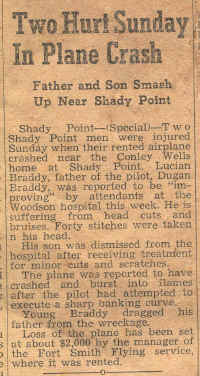 Two Hurt Sunday
In Plane Crash
Father and Son Smash
Up Near Shady Point
Shady Point—(Special)—Two
Shady Point men were injured
Sunday when their rented airplane
crashed near the Conley Wells
home at Shady Point. Lucian
Braddy, father of the pilot, Dugan
Braddy, was reported to be "im-
proving" by attendants at the
Woodson hospital this week. He is
suffering from head cuts and
bruises. Forty stitches were taken
n his head.
His son was dismissed from the
hospital after receiving treatment
for minor cuts and scratches.
The plane was reported to have
crashed and burst into flames
after the pilot had attempted to
execute a sharp banking curve.
Young Braddy dragged his
father from the wreckage.
Loss of the plane has been set
at about $2,000 by the manager of
the Fort Smith Flying service,
where it was rented.